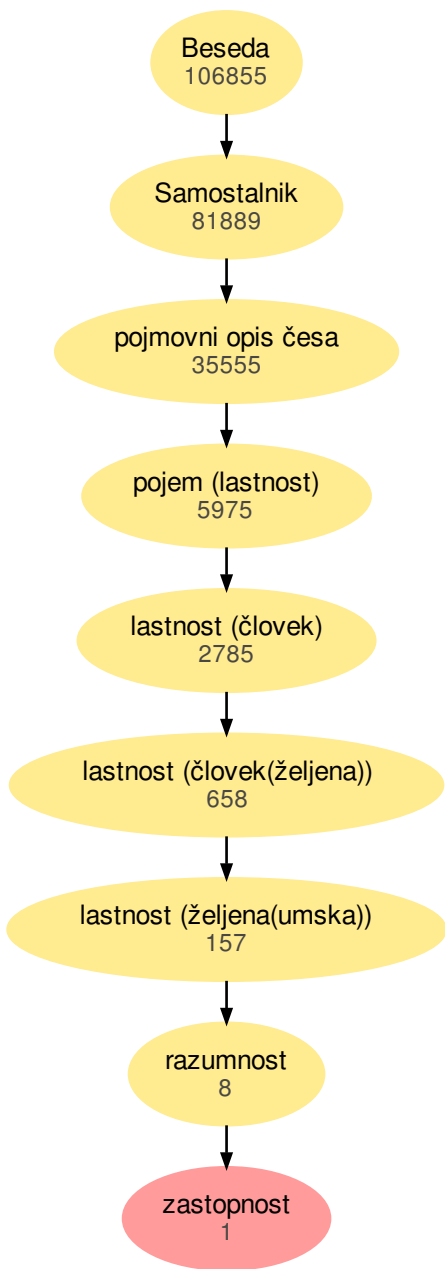 Beseda
106855
Samostalnik
81889
pojmovni opis česa
35555
pojem (lastnost)
5975
lastnost (človek)
2785
lastnost (človek(željena))
658
lastnost (željena(umska))
157
razumnost
8
zastopnost
1